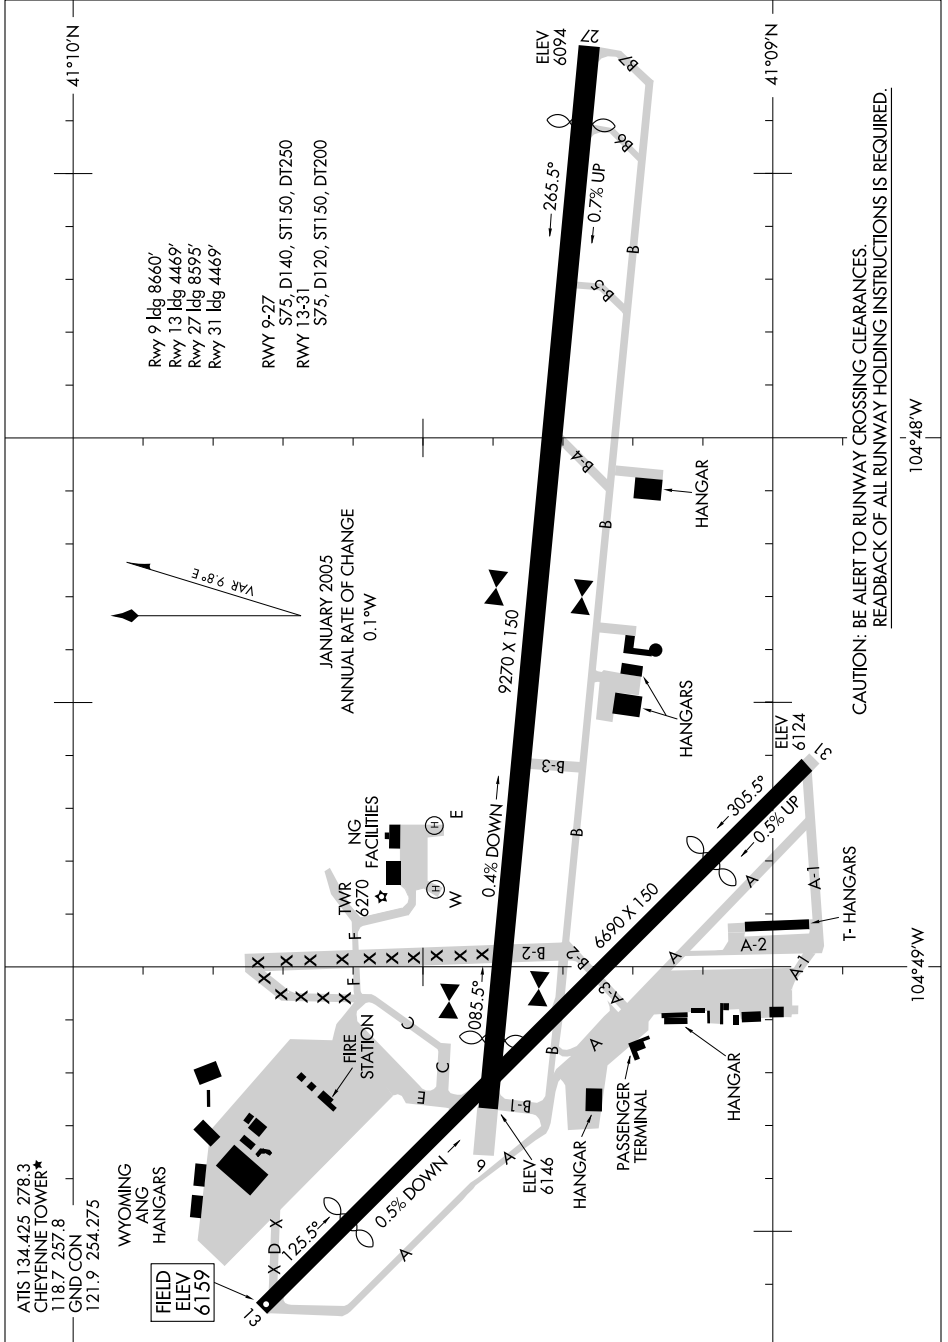 ATIS 134.425 278.3
CHEYENNE TOWER★
118.7 257.8
GND CON
121.9 254.275
WYOMING
ANG
HANGARS
FIELD
ELEV
6159
13
X D X
125.5°
0.5% DOWN
A
FIRE
STATION
E
C
C
F
F
X X X X
X X X X X X X X X
TWR
6270
NG
FACILITIES
H
H
W
E
JANUARY 2005
ANNUAL RATE OF CHANGE
0.1°W
VAR 9.8° E
Rwy 9 ldg 8660'
Rwy 13 ldg 4469'
Rwy 27 ldg 8595'
Rwy 31 ldg 4469'
RWY 9-27
S75, D140, ST150, DT250
RWY 13-31
S75, D120, ST150, DT200
41°10'N
41°09'N
ELEV
6094
27
B7
B6
265.5°
0.7% UP
B
B-5
B-4
B
HANGAR
9270 X 150
HANGARS
0.4% DOWN
B-3
B
085.5°
B-2
B-3
9
A
ELEV
6146
B-1
B
A
A-3
HANGAR
PASSENGER
TERMINAL
HANGAR
6690 X 150
A
A
A-2
A-1
A-1
T- HANGARS
305.5°
0.5% UP
ELEV
6124
31
104°49'W
104°48'W
CAUTION: BE ALERT TO RUNWAY CROSSING CLEARANCES.
READBACK OF ALL RUNWAY HOLDING INSTRUCTIONS IS REQUIRED.